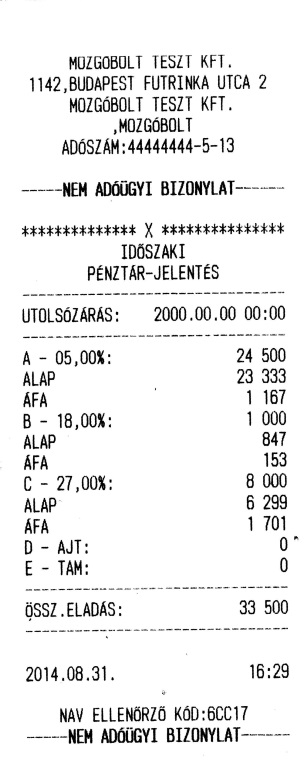 MOZGÓBOLT TESZT KFT.
1142,BUDAPEST FUTRINKA UTCA 2
MOZGÓBOLT TESZT KFT.
,MOZGÓBOLT
ADÓSZÁM:44444444-5-13
-----NEM ADÓÜGYI BIZONYLAT-----
************** X ***************
IDŐSZAKI
PÉNZTÁR-JELENTÉS
--------------------------------
UTOLSÓZÁRÁS: 2000.00.00 00:00
--------------------------------
A - 05,00%: 24 500
ALAP 23 333
ÁFA 1 167
B - 18,00%: 1 000
ALAP 847
ÁFA 153
C - 27,00%: 8 000
ALAP 6 299
ÁFA 1 701
D - AJT: 0
E - TAM: 0
--------------------------------
ÖSSZ.ELADÁS: 33 500
--------------------------------
2014.08.31. 16:29
NAV ELLENŐRZŐ KÓD:6CC17
-----NEM ADÓÜGYI BIZONYLAT-----